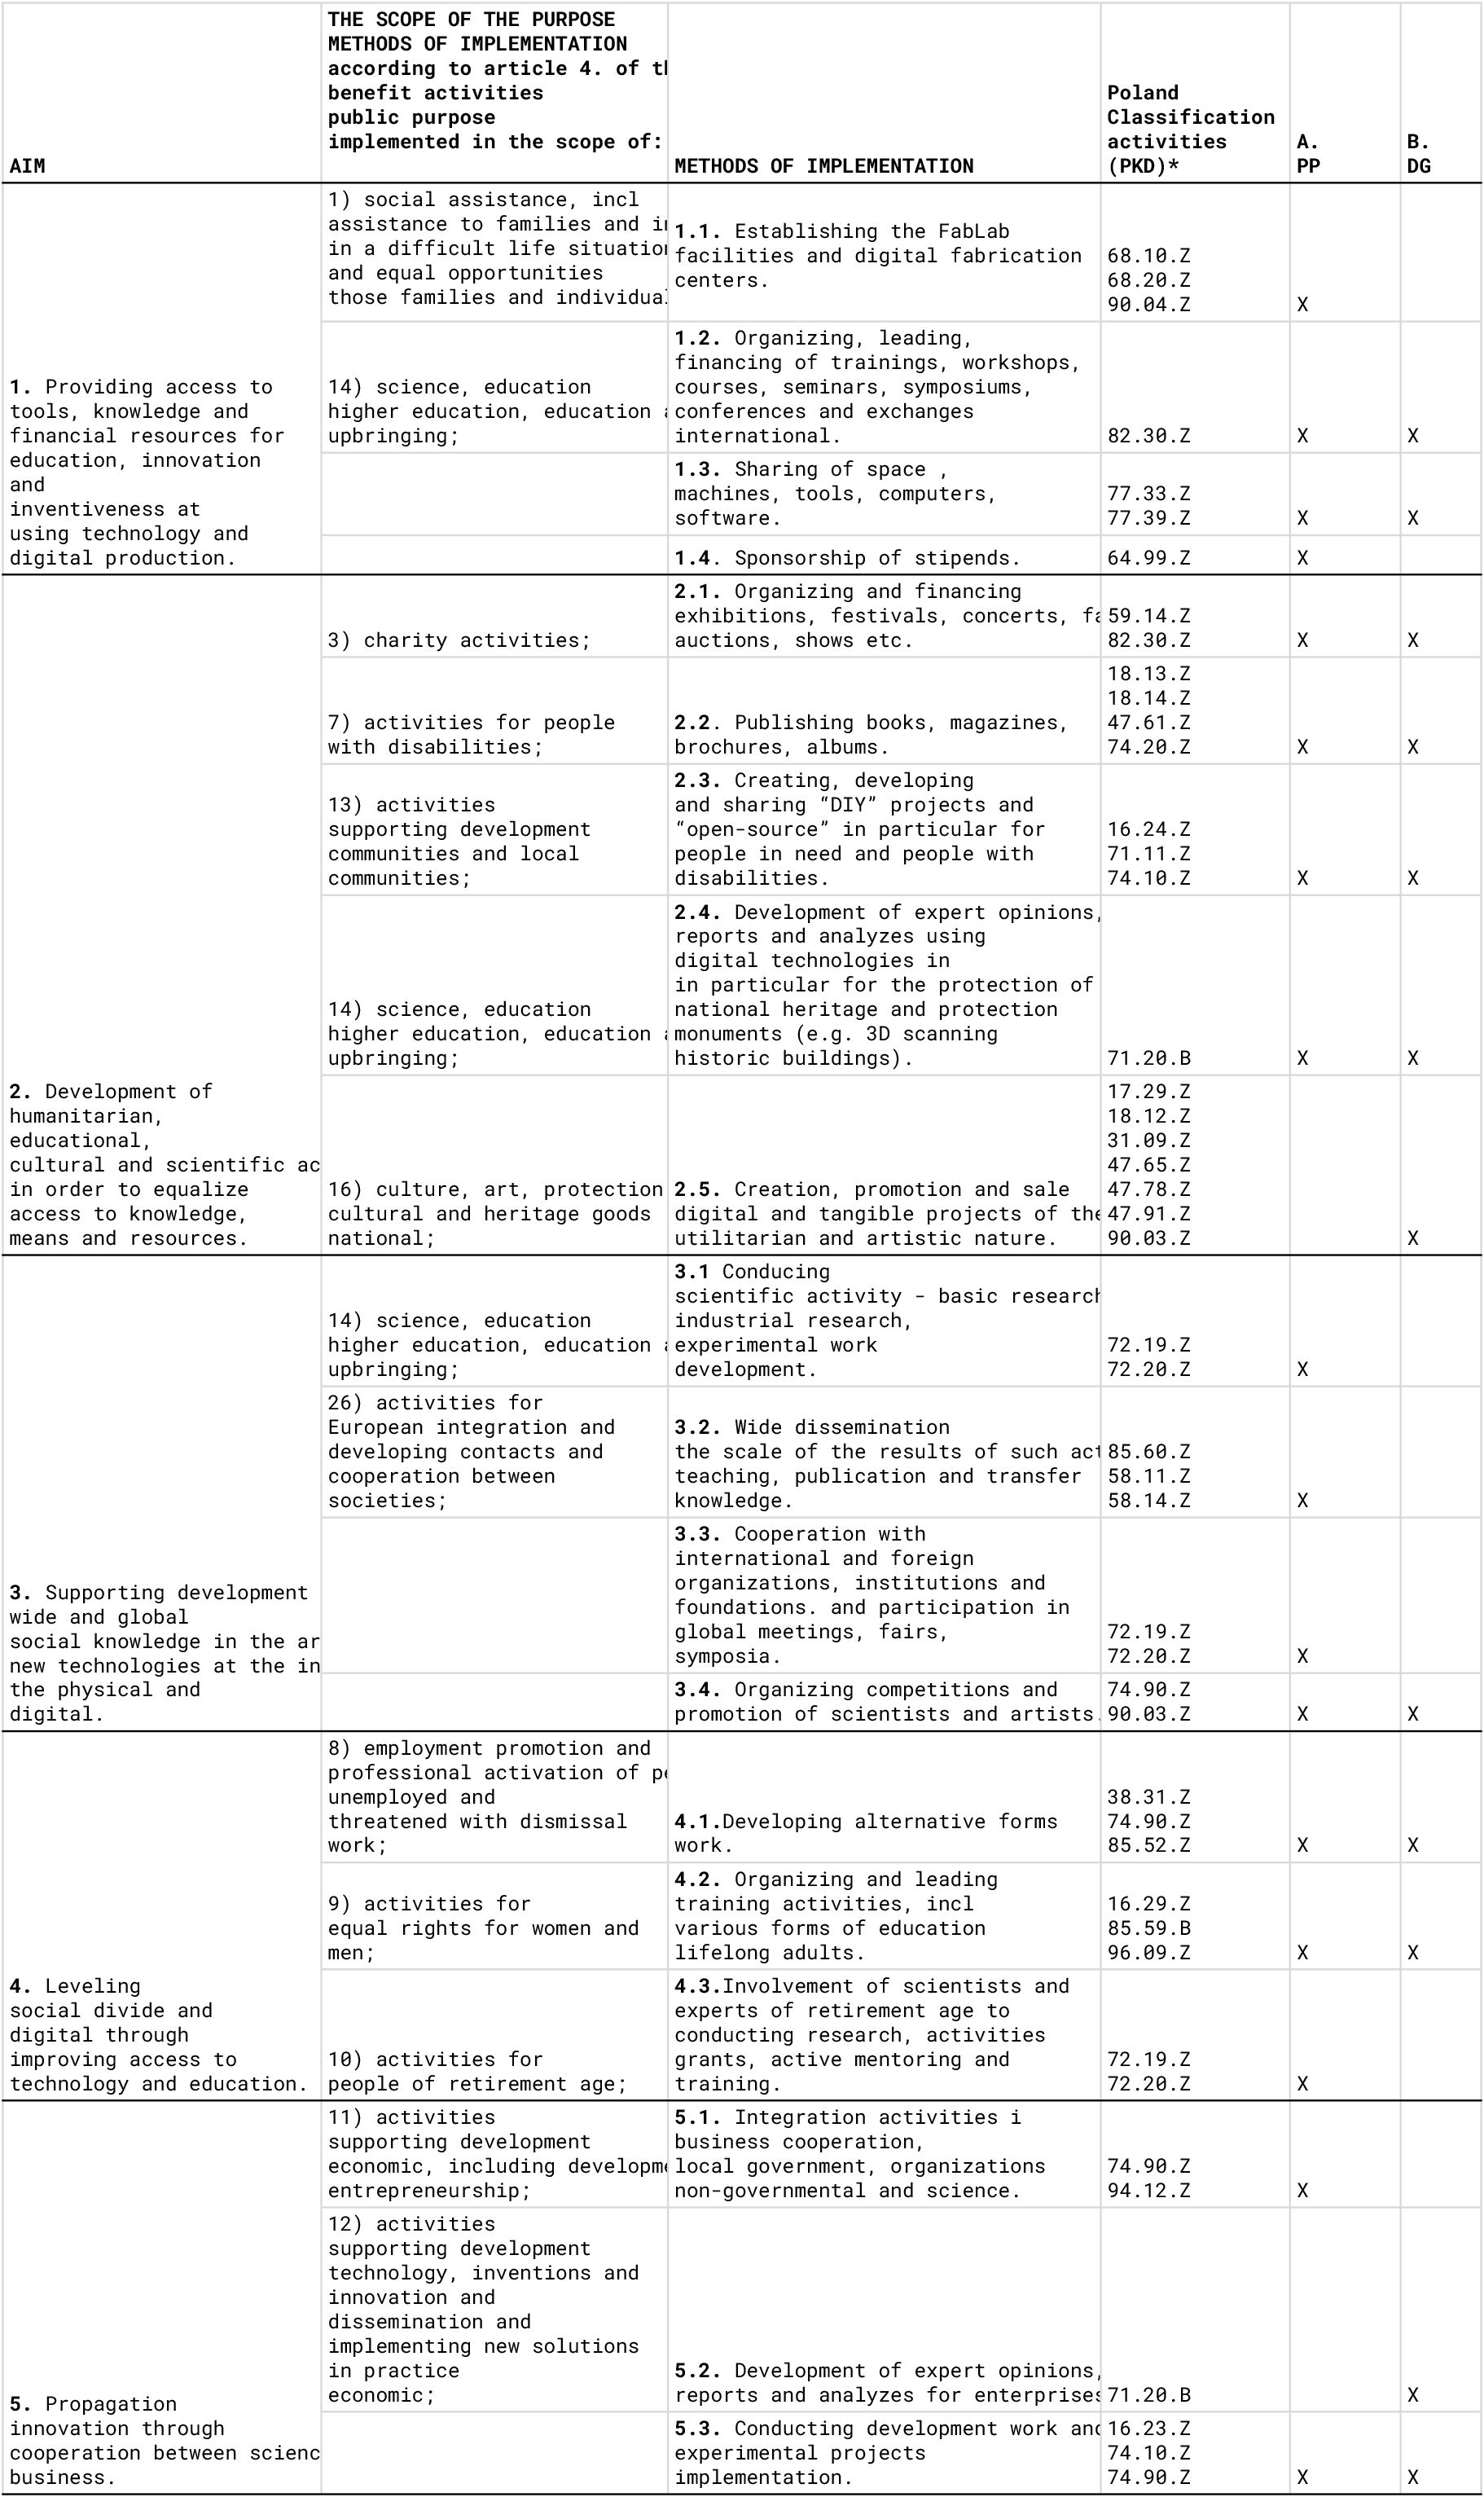 AIM
THE SCOPE OF THE PURPOSE
METHODS OF IMPLEMENTATION
according to article 4. of
benefit activities
public purpose
implemented in the scope of:
METHODS OF IMPLEMENTATION
Poland
Classification
activities
(PKD)*
A.
PP
B.
DG
1. Providing access to
tools, knowledge and
financial resources for
education, innovation
and
inventiveness at
using technology and
digital production.
1) social assistance, incl
assistance to families and
in a difficult life
and equal opportunities
those families and
1.1. Establishing the FabLab
facilities and digital fabrication
centers.
68.10.Z
68.20.Z
90.04.Z
X
14) science, education
higher education, education
upbringing;
1.2. Organizing, leading,
financing of trainings, workshops,
courses, seminars, symposiums,
conferences and exchanges
international.
82.30.Z
X
X
1.3. Sharing of space ,
machines, tools, computers,
software.
77.33.Z
77.39.Z
X
X
1.4. Sponsorship of stipends.
64.99.Z
X
2. Development of
humanitarian,
educational,
cultural and scientific ac
in order to equalize
access to knowledge,
means and resources.
3) charity activities;
2.1. Organizing and financing
exhibitions, festivals, concerts,
auctions, shows etc.
59.14.Z
82.30.Z
X
X
7) activities for people
with disabilities;
2.2. Publishing books, magazines,
brochures, albums.
18.13.Z
18.14.Z
47.61.Z
74.20.Z
X
X
13) activities
supporting development
communities and local
communities;
2.3. Creating, developing
and sharing “DIY” projects and
“open-source” in particular for
people in need and people with
disabilities.
16.24.Z
71.11.Z
74.10.Z
X
X
14) science, education
higher education, education
upbringing;
2.4. Development of expert opinions,
reports and analyzes using
digital technologies in
in particular for the protection of
national heritage and protection
monuments (e.g. 3D scanning
historic buildings).
71.20.B
X
X
16) culture, art, protection
cultural and heritage goods
national;
2.5. Creation, promotion and sale
digital and tangible projects of the
utilitarian and artistic nature.
17.29.Z
18.12.Z
31.09.Z
47.65.Z
47.78.Z
47.91.Z
90.03.Z
X
3. Supporting development
wide and global
social knowledge in the ar
new technologies at the in
the physical and
digital.
14) science, education
higher education, education
upbringing;
3.1 Conducing
scientific activity - basic research
industrial research,
experimental work
development.
72.19.Z
72.20.Z
X
26) activities for
European integration and
developing contacts and
cooperation between
societies;
3.2. Wide dissemination
the scale of the results of such act
teaching, publication and transfer
knowledge.
85.60.Z
58.11.Z
58.14.Z
X
3.3. Cooperation with
international and foreign
organizations, institutions and
foundations. and participation in
global meetings, fairs,
symposia.
72.19.Z
72.20.Z
X
3.4. Organizing competitions and
promotion of scientists and artists.
74.90.Z
90.03.Z
X
X
4. Leveling
social divide and
digital through
improving access to
technology and education.
8) employment promotion and
professional activation of
unemployed and
threatened with dismissal
work;
4.1.Developing alternative forms
work.
38.31.Z
74.90.Z
85.52.Z
X
X
9) activities for
equal rights for women and
men;
4.2. Organizing and leading
training activities, incl
various forms of education
lifelong adults.
16.29.Z
85.59.B
96.09.Z
X
X
10) activities for
people of retirement age;
4.3.Involvement of scientists and
experts of retirement age to
conducting research, activities
grants, active mentoring and
training.
72.19.Z
72.20.Z
X
5. Propagation
innovation through
cooperation between scienc
business.
11) activities
supporting development
economic, including developme
entrepreneurship;
5.1. Integration activities i
business cooperation,
local government, organizations
non-governmental and science.
74.90.Z
94.12.Z
X
12) activities
supporting development
technology, inventions and
innovation and
dissemination and
implementing new solutions
in practice
economic;
5.2. Development of expert opinions,
reports and analyzes for enterprises
71.20.B
X
5.3. Conducting development work and
experimental projects
implementation.
16.23.Z
74.10.Z
74.90.Z
X
X